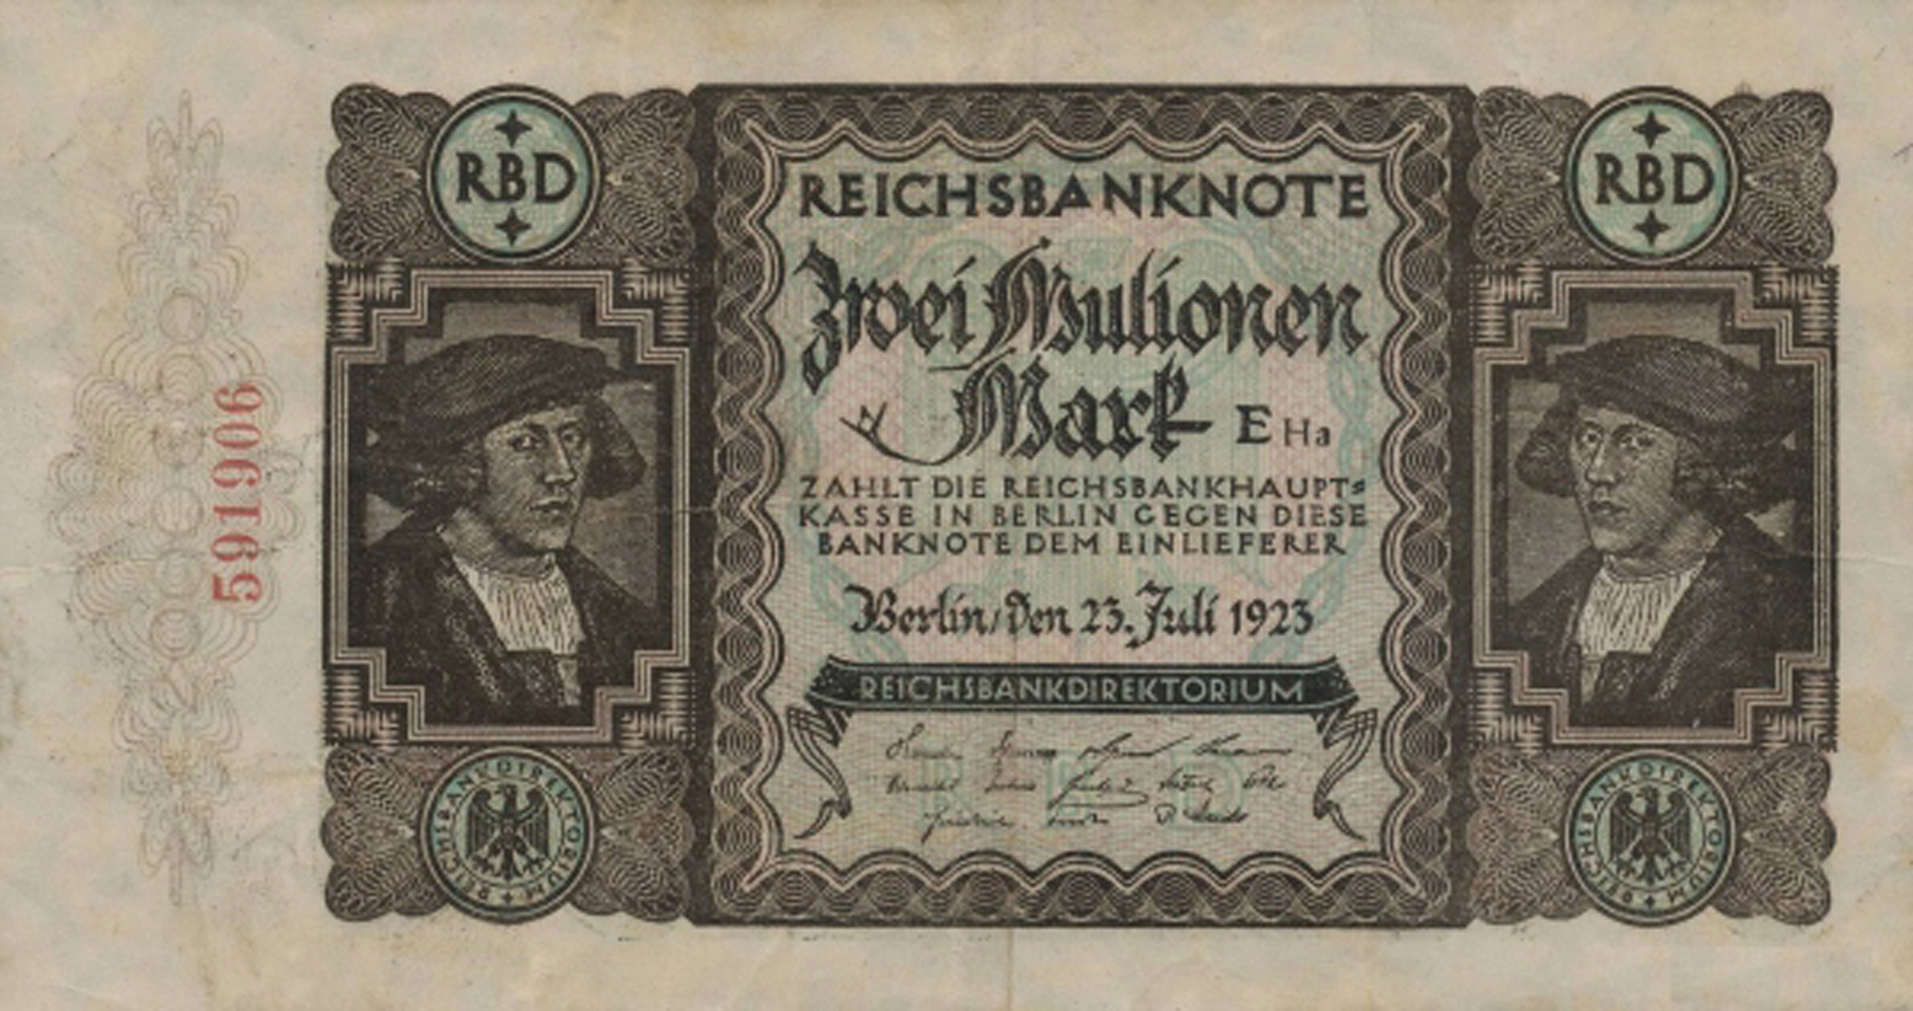 RBD
RBD
REICHSBANKNOTE
Zwei Millionen
Mark E Ha
ZAHLT DIE REICHSBANKHAUPT=
KASSE IN BERLIN GEGEN DIESE
BANKNOTE DEM EINLIEFERER
Berlin, den 23. Juli 1923
REICHSBANKDIREKTORIUM
591906
REICHSBANKDIREKTORIUM
REICHSBANKDIREKTORIUM